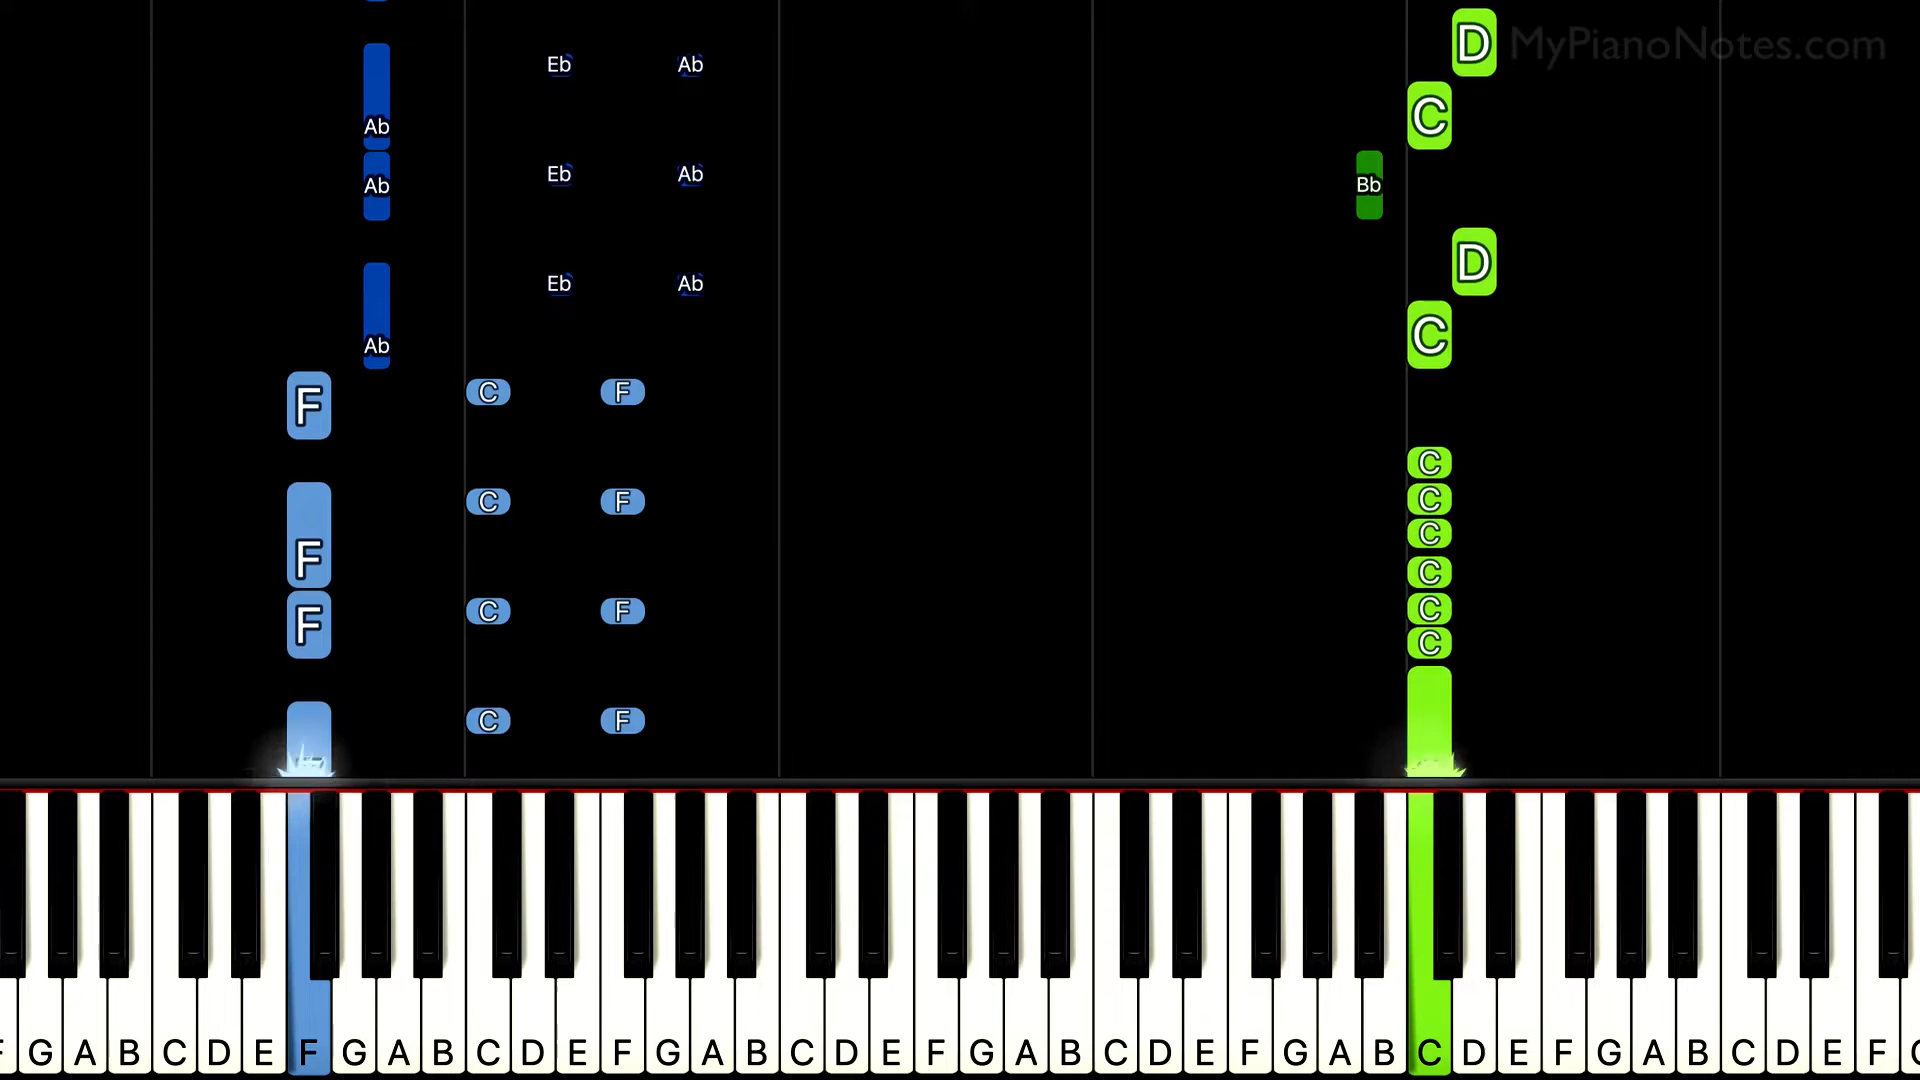 D MyPianoNotes.com
Eb Ab
C
Ab
Eb Ab
Ab Bb
D
Eb Ab
C
Ab
F C F
C
C F C
C
F C
C F C
F
C
C F
F G A B C D E F G A B C D E F G A B C D E F G A B C D E F G A B C D E F